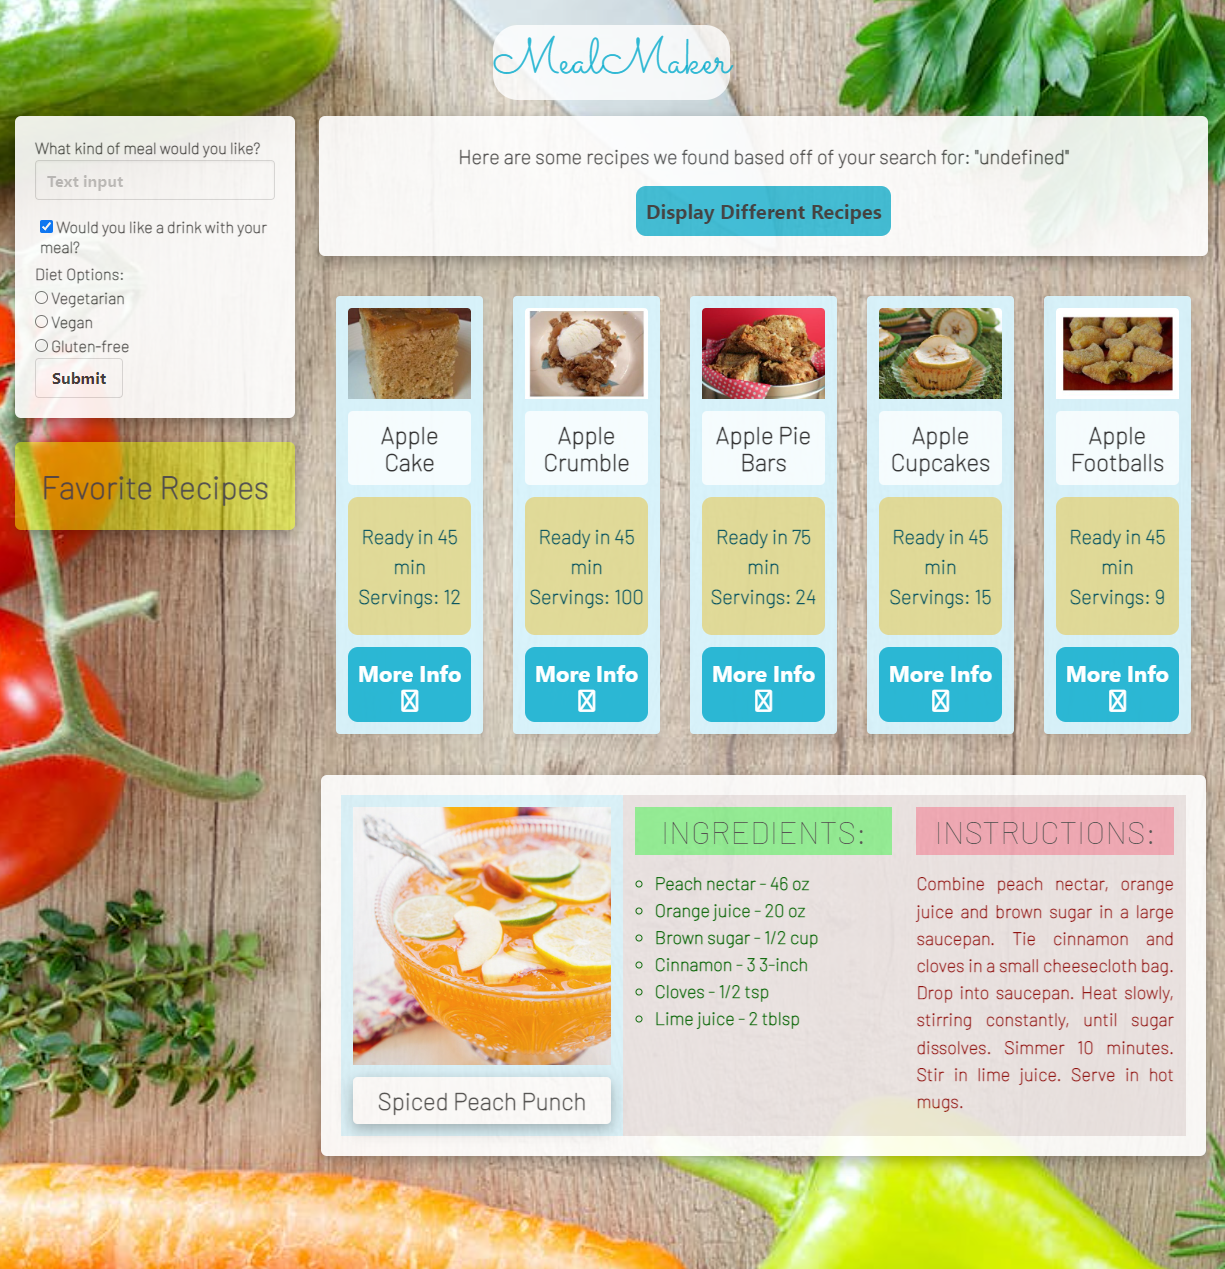 MealMaker
What kind of meal would you like?
Text input
Would you like a drink with your
meal?
Diet Options:
Vegetarian
Vegan
Gluten-free
Submit
Favorite Recipes
Here are some recipes we found based off of your search for: "undefined"
Display Different Recipes
Apple
Cake
Ready in 45
min
Servings: 12
More Info
Apple
Crumble
Ready in 45
min
Servings: 100
More Info
Apple Pie
Bars
Ready in 75
min
Servings: 24
More Info
Apple
Cupcakes
Ready in 45
min
Servings: 15
More Info
Apple
Footballs
Ready in 45
min
Servings: 9
More Info
Spiced Peach Punch
INGREDIENTS:
Peach nectar - 46 oz
Orange juice - 20 oz
Brown sugar - 1/2 cup
Cinnamon - 3 3-inch
Cloves - 1/2 tsp
Lime juice - 2 tblsp
INSTRUCTIONS:
Combine peach nectar, orange
juice and brown sugar in a large
saucepan. Tie cinnamon and
cloves in a small cheesecloth bag.
Drop into saucepan. Heat slowly,
stirring constantly, until sugar
dissolves. Simmer 10 minutes.
Stir in lime juice. Serve in hot
mugs.